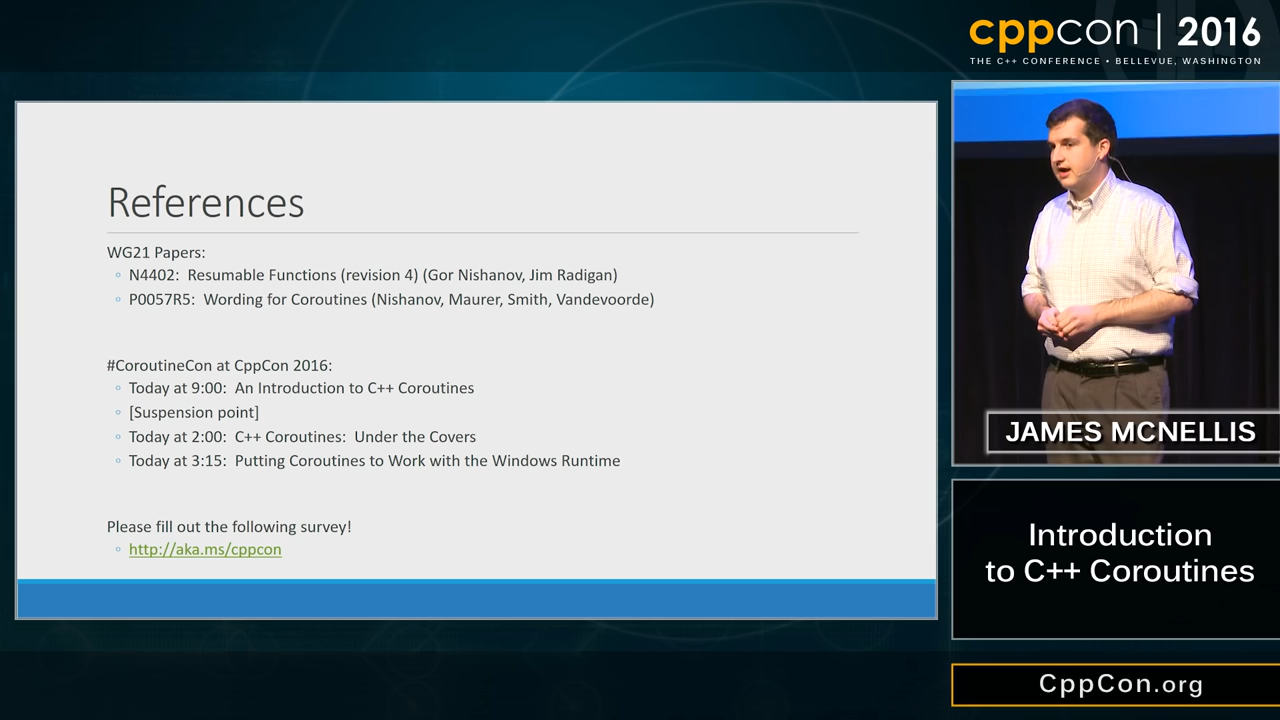 cppcon | 2016
THE C++ CONFERENCE • BELLEVUE, WASHINGTON
References
WG21 Papers:
◦ N4402: Resumable Functions (revision 4) (Gor Nishanov, Jim Radigan)
◦ P0057R5: Wording for Coroutines (Nishanov, Maurer, Smith, Vandevoorde)
#CoroutineCon at CppCon 2016:
◦ Today at 9:00: An Introduction to C++ Coroutines
◦ [Suspension point]
◦ Today at 2:00: C++ Coroutines: Under the Covers
◦ Today at 3:15: Putting Coroutines to Work with the Windows Runtime
Please fill out the following survey!
◦ http://aka.ms/cppcon
JAMES MCNELLIS
Introduction
to C++ Coroutines
CppCon.org